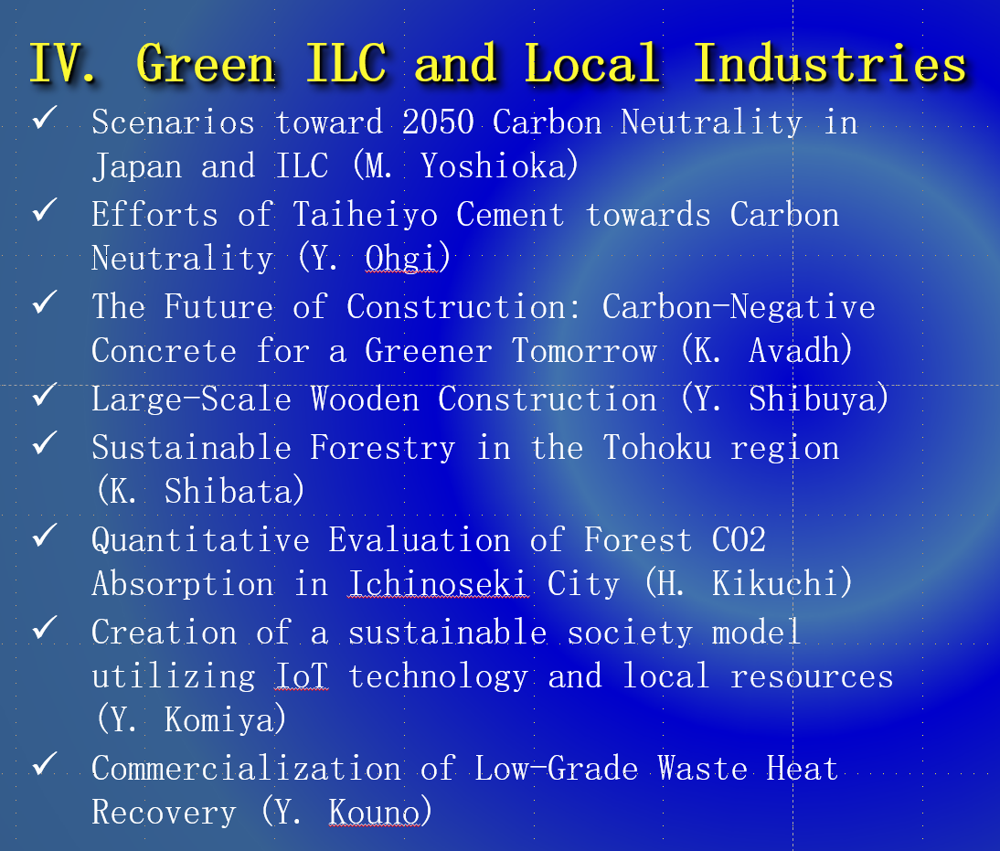 IV. Green ILC and Local Industries
✓ Scenarios toward 2050 Carbon Neutrality in
Japan and ILC (M. Yoshioka)
✓ Efforts of Taiheiyo Cement towards Carbon
Neutrality (Y. Ohgi)
✓ The Future of Construction: Carbon-Negative
Concrete for a Greener Tomorrow (K. Avadh)
✓ Large-Scale Wooden Construction (Y. Shibuya)
✓ Sustainable Forestry in the Tohoku region
(K. Shibata)
✓ Quantitative Evaluation of Forest CO2
Absorption in Ichinoseki City (H. Kikuchi)
✓ Creation of a sustainable society model
utilizing IoT technology and local resources
(Y. Komiya)
✓ Commercialization of Low-Grade Waste Heat
Recovery (Y. Kouno)